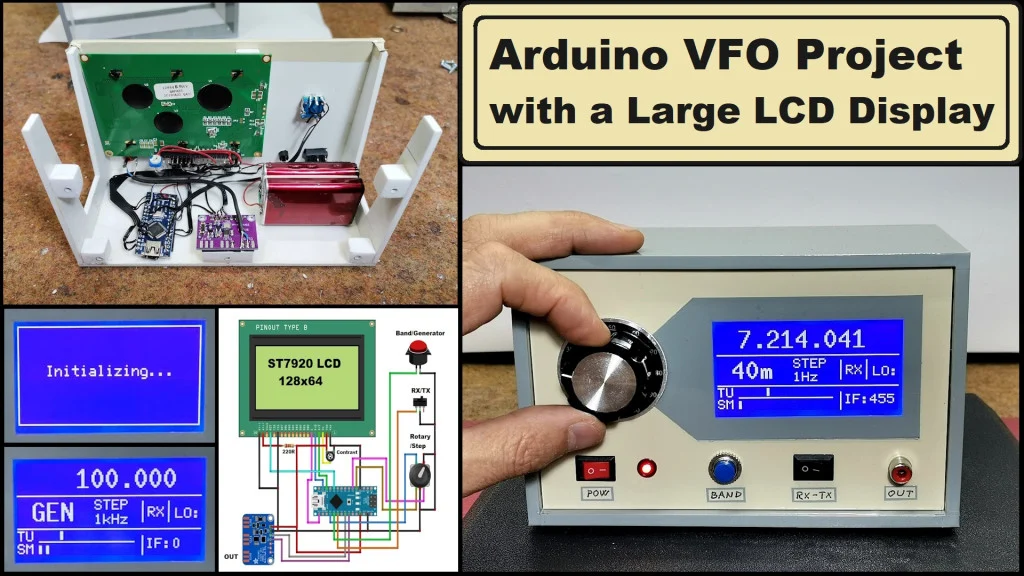 Arduino VFO Project
with a Large LCD Display
Initializing...
100.000
GEN
STEP
1kHz
RX
LO:
TU
SM
IF:0
PINOUT TYPE B
ST7920 LCD
128x64
Band/Generator
RX/TX
Rotary
/Step
Contrast
220R
OUT
7.214.041
40m
STEP
1Hz
RX
LO:
TU
SM
IF:455
POW
BAND
RX-TX
OUT